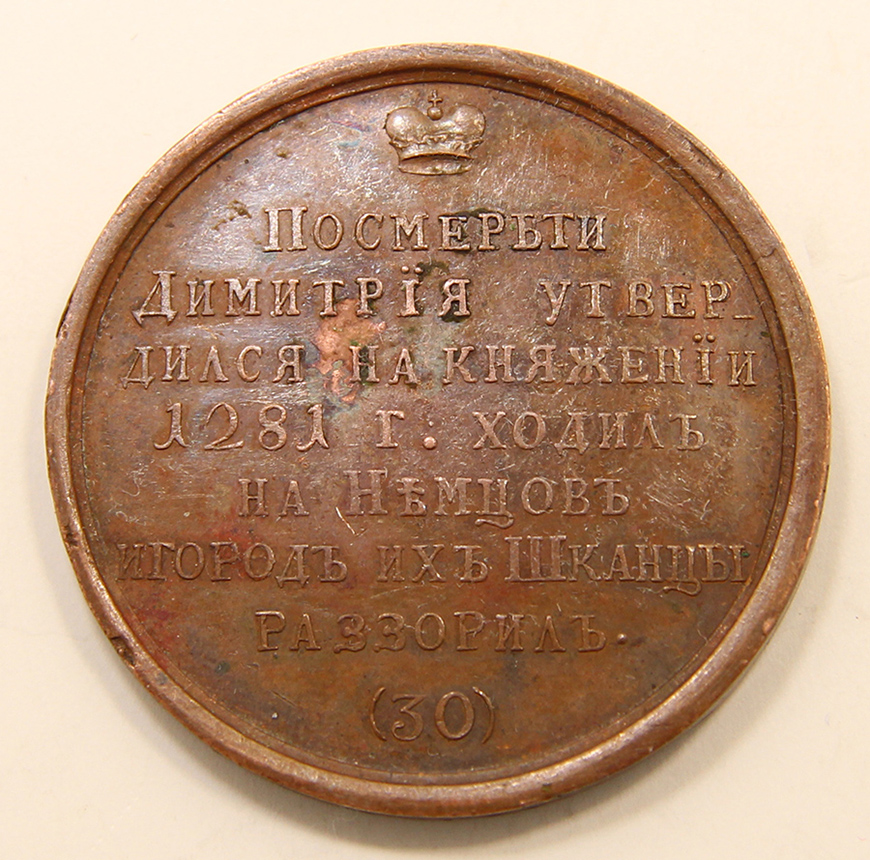 ПОСМЕРЬТИ
ДИМИТРЇЯ УТВЕР_
ДИЛСЯ НА КНЯЖЕНЇИ
1281 Г: ХОДИЛЪ
НА НѢМЦОВЪ
ИГОРОДЪ ИХЪ ШКАНЦЫ
РАЗЗОРИЛЪ.
(30)